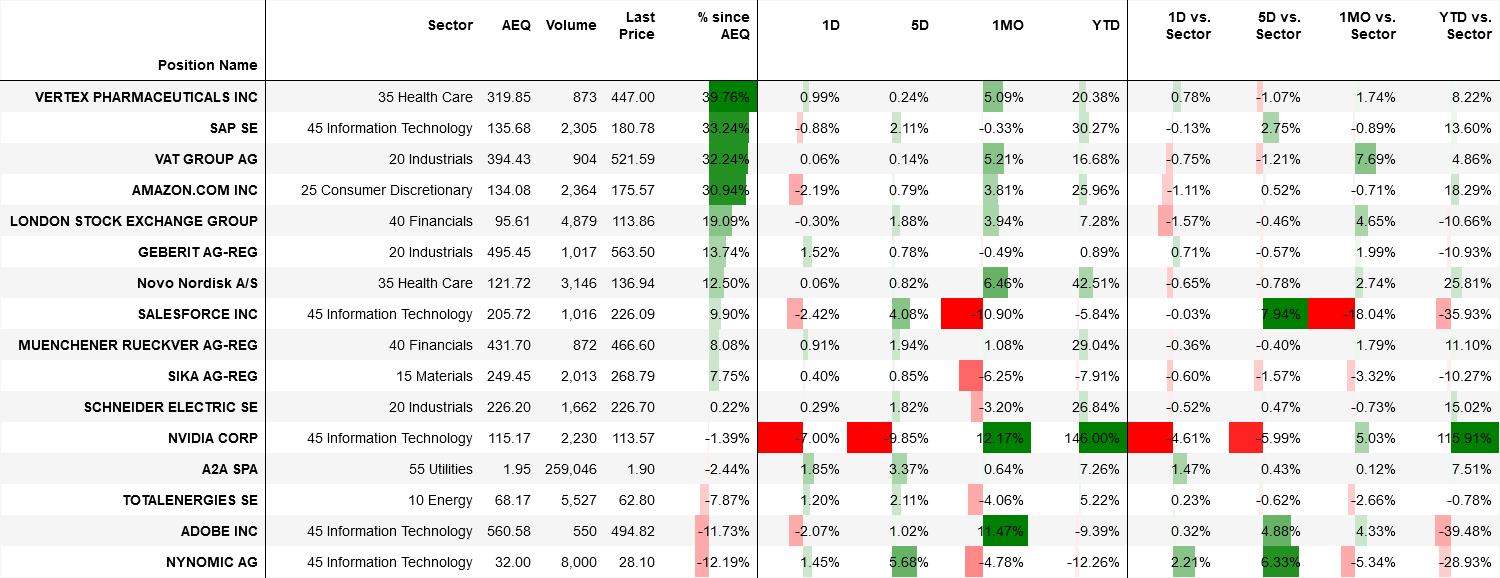 Position Name Sector AEQ Volume Last Price % since AEQ 1D 5D 1MO YTD 1D vs. Sector 5D vs. Sector 1MO vs. Sector YTD vs. Sector
VERTEX PHARMACEUTICALS INC 35 Health Care 319.85 873 447.00 39.76% 0.99% 0.24% 5.09% 20.38% 0.78% -1.07% 1.74% 8.22%
SAP SE 45 Information Technology 135.68 2,305 180.78 33.24% -0.88% 2.11% -0.33% 30.27% -0.13% 2.75% -0.89% 13.60%
VAT GROUP AG 20 Industrials 394.43 904 521.59 32.24% 0.06% 0.14% 5.21% 16.68% -0.75% -1.21% 7.69% 4.86%
AMAZON.COM INC 25 Consumer Discretionary 134.08 2,364 175.57 30.94% -2.19% 0.79% 3.81% 25.96% -1.11% 0.52% -0.71% 18.29%
LONDON STOCK EXCHANGE GROUP 40 Financials 95.61 4,879 113.86 19.09% -0.30% 1.88% 3.94% 7.28% -1.57% -0.46% 4.65% -10.66%
GEBERIT AG-REG 20 Industrials 495.45 1,017 563.50 13.74% 1.52% 0.78% -0.49% 0.89% 0.71% -0.57% 1.99% -10.93%
Novo Nordisk A/S 35 Health Care 121.72 3,146 136.94 12.50% 0.06% 0.82% 6.46% 42.51% -0.65% -0.78% 2.74% 25.81%
SALESFORCE INC 45 Information Technology 205.72 1,016 226.09 9.90% -2.42% 4.08% -10.90% -5.84% -0.03% 7.94% -18.04% -35.93%
MUENCHENER RUECKVER AG-REG 40 Financials 431.70 872 466.60 8.08% 0.91% 1.94% 1.08% 29.04% -0.36% -0.40% 1.79% 11.10%
SIKA AG-REG 15 Materials 249.45 2,013 268.79 7.75% 0.40% 0.85% -6.25% -7.91% -0.60% -1.57% -3.32% -10.27%
SCHNEIDER ELECTRIC SE 20 Industrials 226.20 1,662 226.70 0.22% 0.29% 1.82% -3.20% 26.84% -0.52% 0.47% -0.73% 15.02%
NVIDIA CORP 45 Information Technology 115.17 2,230 113.57 -1.39% -7.00% -9.85% 12.17% 146.00% -4.61% -5.99% 5.03% 115.91%
A2A SPA 55 Utilities 1.95 259,046 1.90 -2.44% 1.85% 3.37% 0.64% 7.26% 1.47% 0.43% 0.12% 7.51%
TOTALENERGIES SE 10 Energy 68.17 5,527 62.80 -7.87% 1.20% 2.11% -4.06% 5.22% 0.23% -0.62% -2.66% -0.78%
ADOBE INC 45 Information Technology 560.58 550 494.82 -11.73% -2.07% 1.02% 11.47% -9.39% 0.32% 4.88% 4.33% -39.48%
NYNOMIC AG 45 Information Technology 32.00 8,000 28.10 -12.19% 1.45% 5.68% -4.78% -12.26% 2.21% 6.33% -5.34% -28.93%